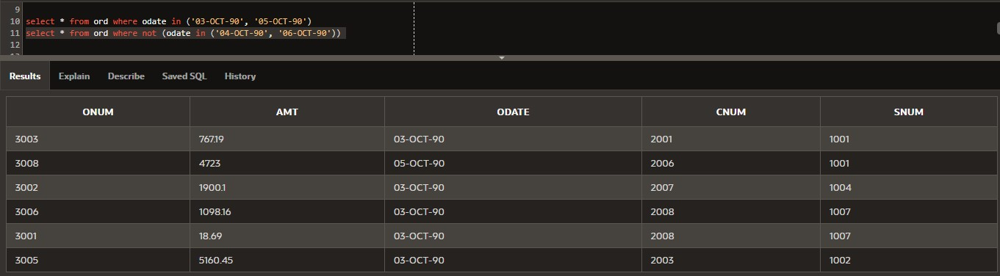 9
10 select * from ord where odate in ('03-OCT-90', '05-OCT-90')
11 select * from ord where not (odate in ('04-OCT-90', '06-OCT-90'))
12
Results Explain Describe Saved SQL History
ONUM AMT ODATE CNUM SNUM
3003 767.19 03-OCT-90 2001 1001
3008 4723 05-OCT-90 2006 1001
3002 1900.1 03-OCT-90 2007 1004
3006 1098.16 03-OCT-90 2008 1007
3001 18.69 03-OCT-90 2008 1007
3005 5160.45 03-OCT-90 2003 1002